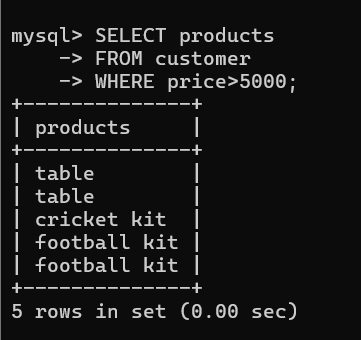 mysql> SELECT products
    -> FROM customer
    -> WHERE price>5000;
+--------------+
| products     |
+--------------+
| table        |
| table        |
| cricket kit  |
| football kit |
| football kit |
+--------------+
5 rows in set (0.00 sec)